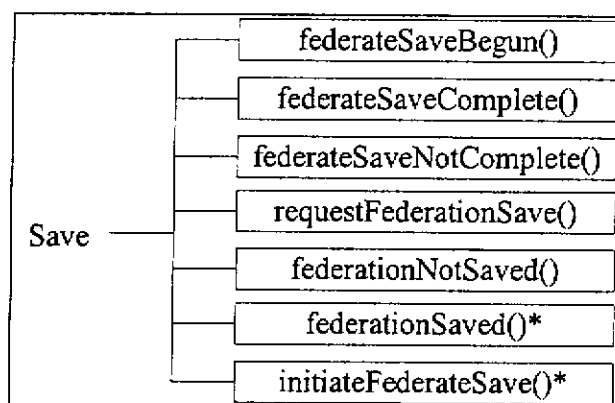 federateSaveBegun()
federateSaveComplete()
federateSaveNotComplete()
requestFederationSave()
Save
federationNotSaved()
federationSaved()*
initiateFederateSave()*